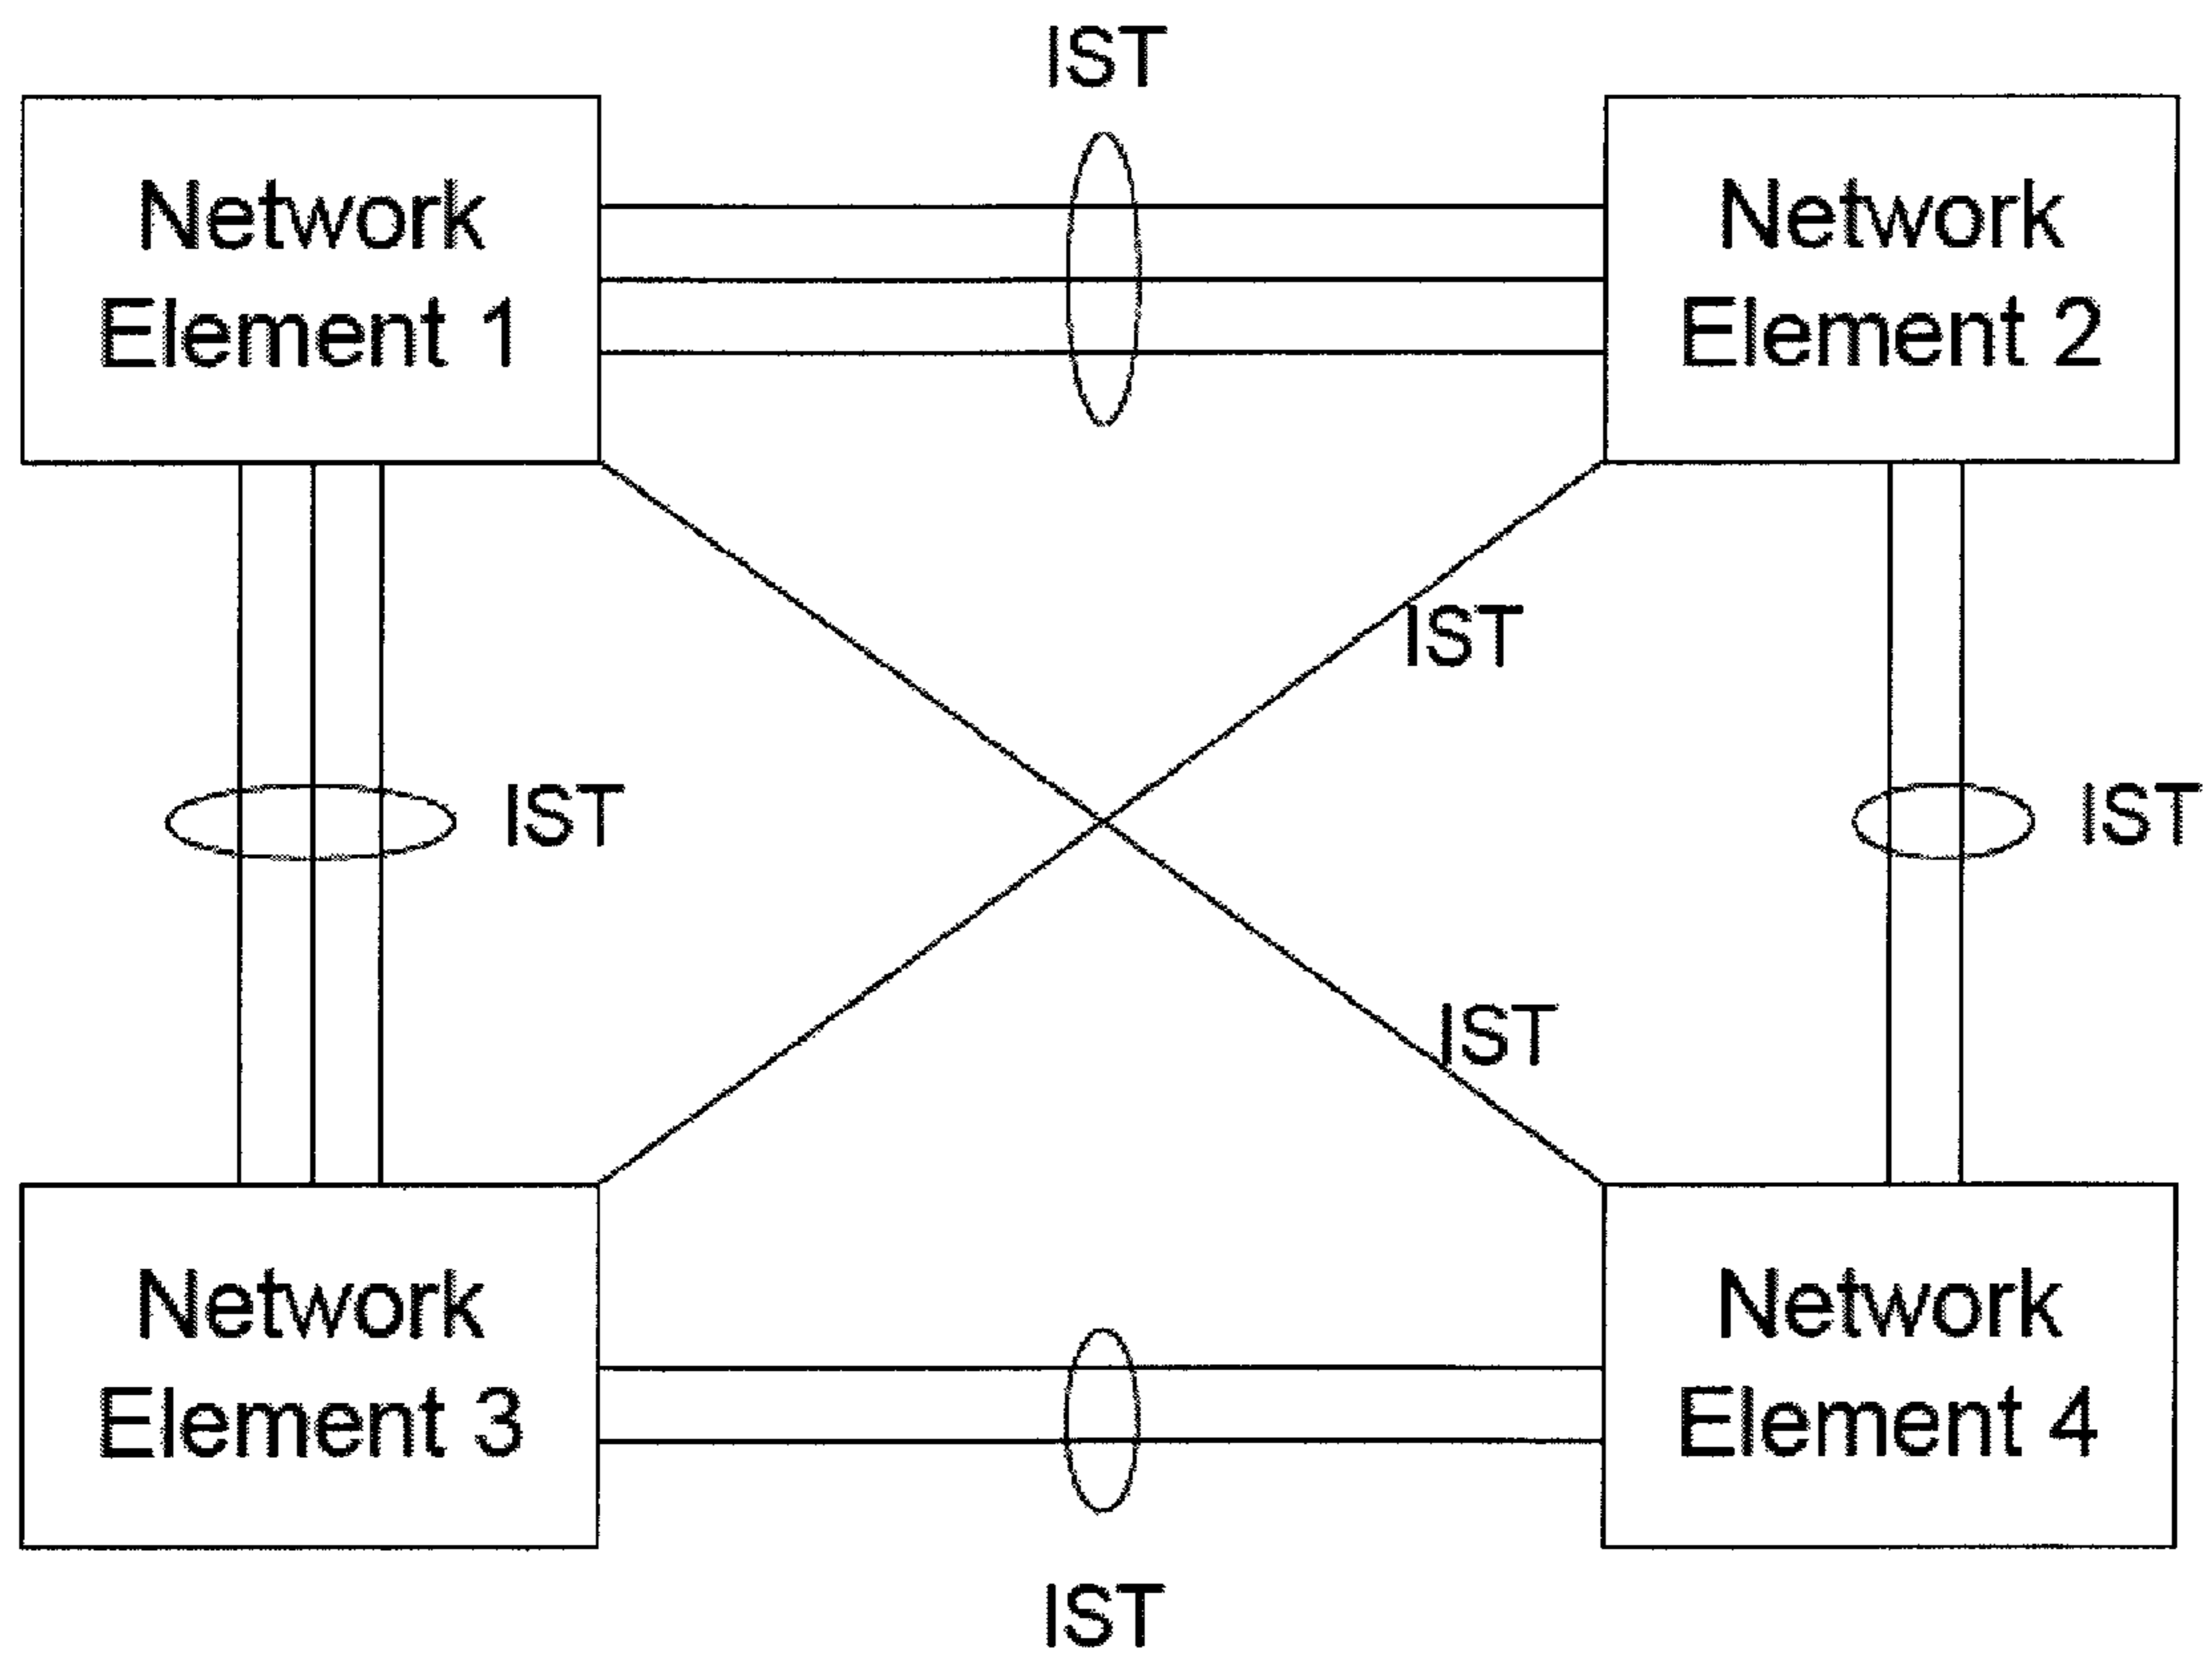 IST
Network
Element 1
Network
Element 2
IST
IST
IST
IST
Network
Element 3
Network
Element 4
IST